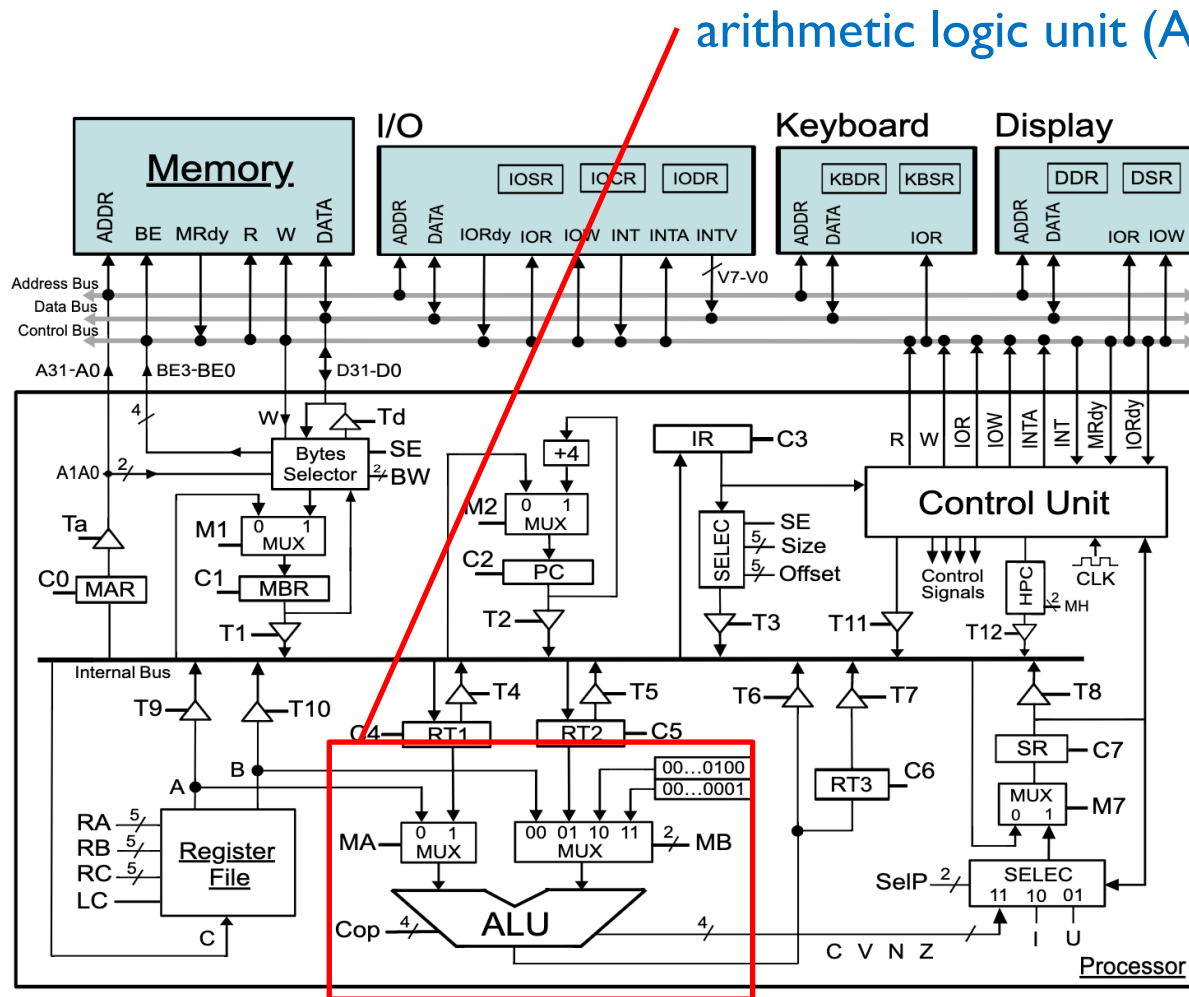 arithmetic logic unit (A
I/O
Keyboard
Display
Memory
IOSR
IOCR
IODR
KBDR
KBSR
DDR
DSR
ADDR
BE
MRdy
R
W
DATA
ADDR
DATA
IORdy
IOR
IOW
INT
INTA
INTV
ADDR
DATA
IOR
ADDR
DATA
IOR
IOW
V7-V0
Address Bus
Data Bus
Control Bus
A31-A0
BE3-BE0
D31-D0
4
W
Td
R
W
IOR
IOW
INTA
INT
MRdy
IORdy
Bytes
Selector
SE
2
BW
A1A0
2
+4
IR
C3
Control Unit
Ta
M1
0 1
MUX
M2
0 1
MUX
SELEC
SE
5
Size
5
Offset
C0
MAR
C1
MBR
C2
PC
Control
Signals
HPC
2
MH
CLK
T1
T2
T3
T11
T12
Internal Bus
T9
T10
T4
T5
T6
T7
T8
C4
RT1
RT2
C5
A
B
00...0100
00...0001
RT3
C6
SR
C7
MUX
0 1
M7
RA
5
RB
5
RC
5
LC
Register
File
C
MA
0 1
MUX
00 01 10 11
MUX
2
MB
Cop
4
ALU
4
C V N Z
SelP
2
SELEC
11 10 01
I
U
Processor